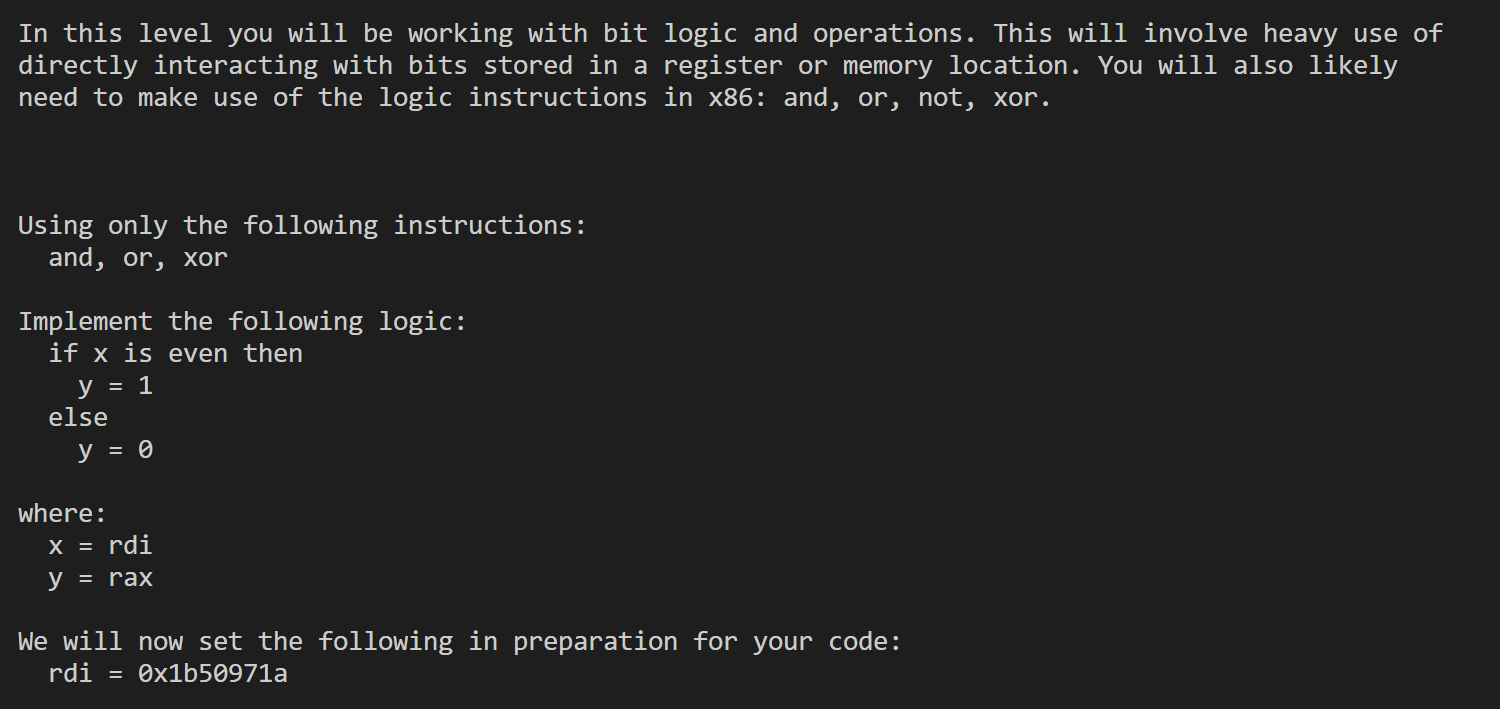 In this level you will be working with bit logic and operations. This will involve heavy use of
directly interacting with bits stored in a register or memory location. You will also likely
need to make use of the logic instructions in x86: and, or, not, xor.
Using only the following instructions:
and, or, xor
Implement the following logic:
if x is even then
y = 1
else
y = 0
where:
x = rdi
y = rax
We will now set the following in preparation for your code:
rdi = 0x1b50971a